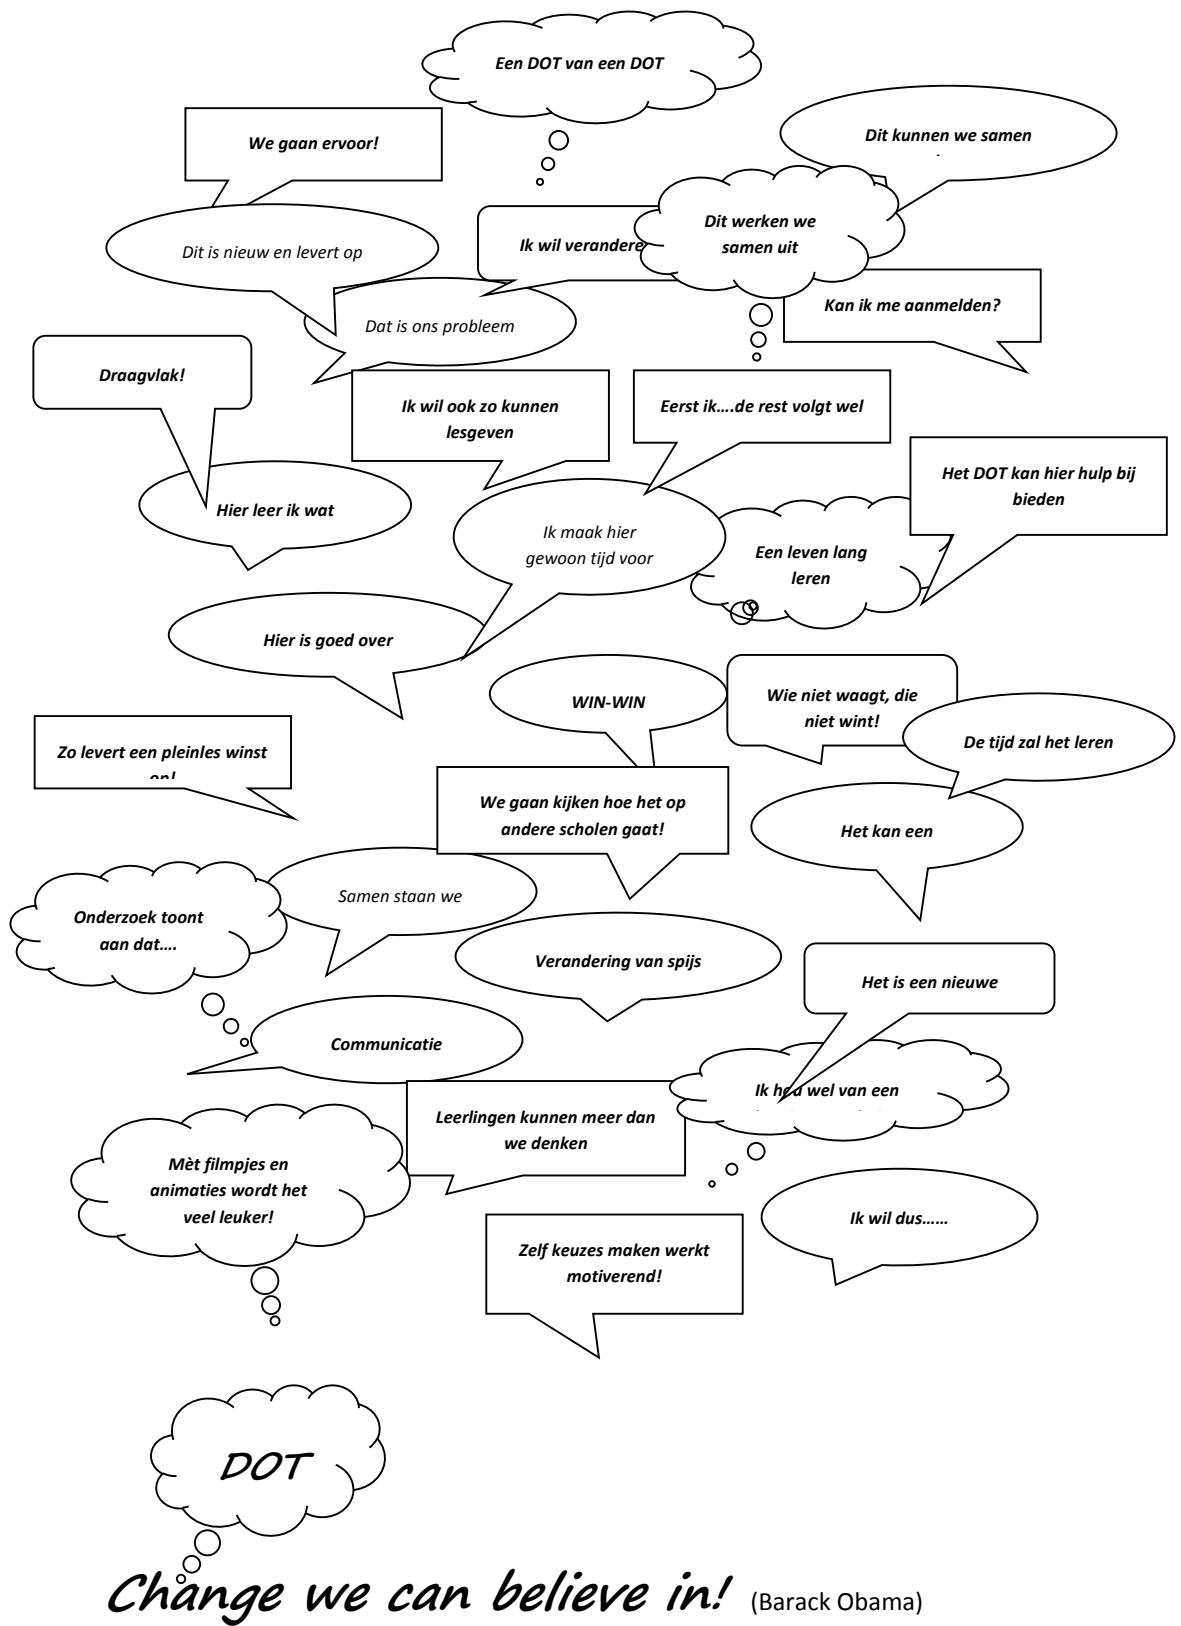 Een DOT van een DOT
We gaan ervoor!
Dit kunnen we samen
Dit werken we
samen uit
Ik wil verandere
Dit is nieuw en levert op
Kan ik me aanmelden?
Dat is ons probleem
Draagvlak!
Ik wil ook zo kunnen
lesgeven
Eerst ik….de rest volgt wel
Het DOT kan hier hulp bij
bieden
Hier leer ik wat
Ik maak hier
gewoon tijd voor
Een leven lang
leren
Hier is goed over
WIN-WIN
Wie niet waagt, die
niet wint!
De tijd zal het leren
Zo levert een pleinles winst
op!
We gaan kijken hoe het op
andere scholen gaat!
Het kan een
Samen staan we
Onderzoek toont
aan dat….
Verandering van spijs
Het is een nieuwe
Communicatie
Ik hou wel van een
Leerlingen kunnen meer dan
we denken
Mèt filmpjes en
animaties wordt het
veel leuker!
Ik wil dus……
Zelf keuzes maken werkt
motiverend!
DOT
Change we can believe in! (Barack Obama)